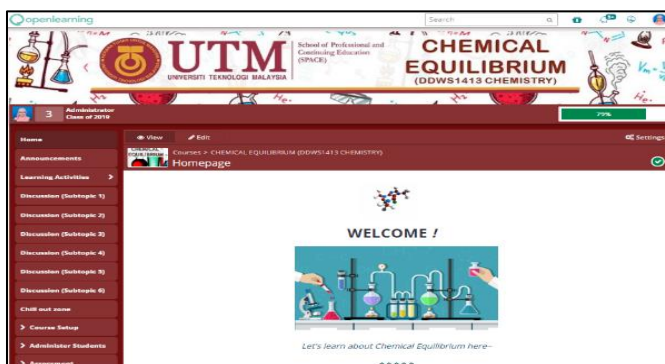 openlearning
Search
UTM
UNIVERSITI TEKNOLOGI MALAYSIA
School of Professional and
Continuing Education
(SPACE)
CHEMICAL
EQUILIBRIUM
(DDWS1413 CHEMISTRY)
3
Administrator
Class of 2019
75%
Home
Announcements
Learning Activities >
Discussion (Subtopic 1)
Discussion (Subtopic 2)
Discussion (Subtopic 3)
Discussion (Subtopic 4)
Discussion (Subtopic 5)
Discussion (Subtopic 6)
Chill out zone
> Course Setup
> Administer Students
> Assessment
View
Edit
Settings
Courses > CHEMICAL EQUILIBRIUM (DDWS1413 CHEMISTRY)
Homepage
WELCOME !
Let's learn about Chemical Equilibrium here~